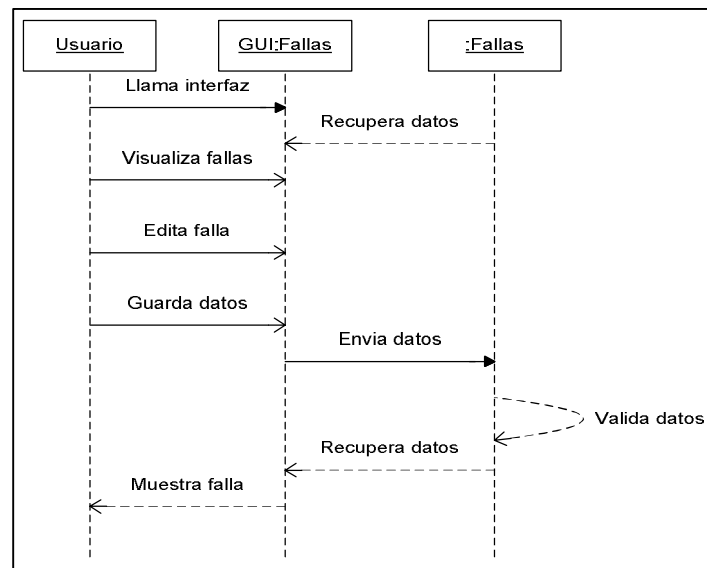 Usuario
GUI:Fallas
:Fallas
Llama interfaz
Recupera datos
Visualiza fallas
Edita falla
Guarda datos
Envia datos
Valida datos
Recupera datos
Muestra falla